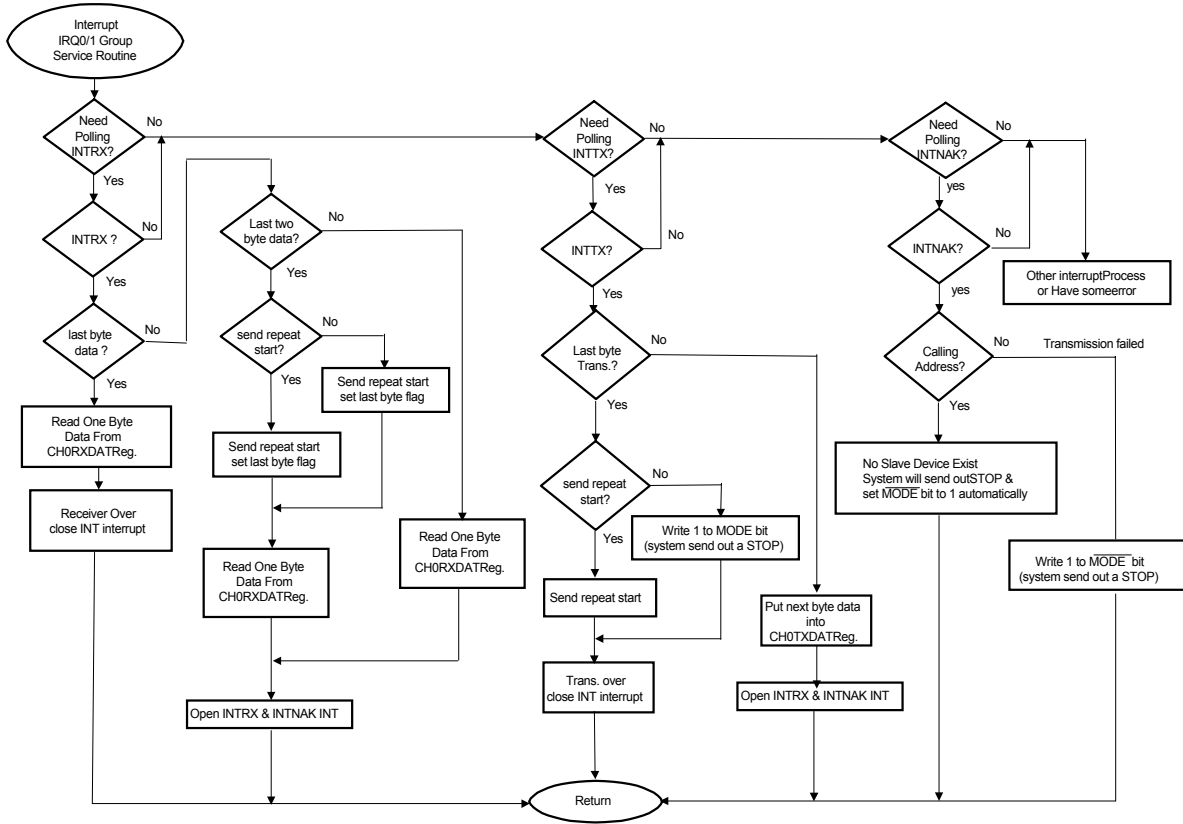 Interrupt
IRQ0/1 Group
Service Routine
Need
Polling
INTRX?
No
Yes
INTRX ?
No
Yes
last byte
data ?
No
Yes
Read One Byte
Data From
CH0RXDATReg.
Receiver Over
close INT interrupt
Last two
byte data?
No
Yes
send repeat
start?
No
Yes
Send repeat start
set last byte flag
Send repeat start
set last byte flag
Read One Byte
Data From
CH0RXDATReg.
Read One Byte
Data From
CH0RXDATReg.
Open INTRX & INTNAK INT
Need
Polling
INTTX?
No
Yes
INTTX?
No
Yes
Last byte
Trans.?
No
Yes
send repeat
start?
No
Yes
Write 1 to MODE bit
(system send out a STOP)
Send repeat start
Trans. over
close INT interrupt
Put next byte data
into
CH0TXDATReg.
Open INTRX & INTNAK INT
Need
Polling
INTNAK?
No
yes
INTNAK?
No
yes
Other interruptProcess
or Have someerror
Calling
Address?
No
Transmission failed
Yes
No Slave Device Exist
System will send outSTOP &
set MODE bit to 1 automatically
Write 1 to MODE bit
(system send out a STOP)
Return